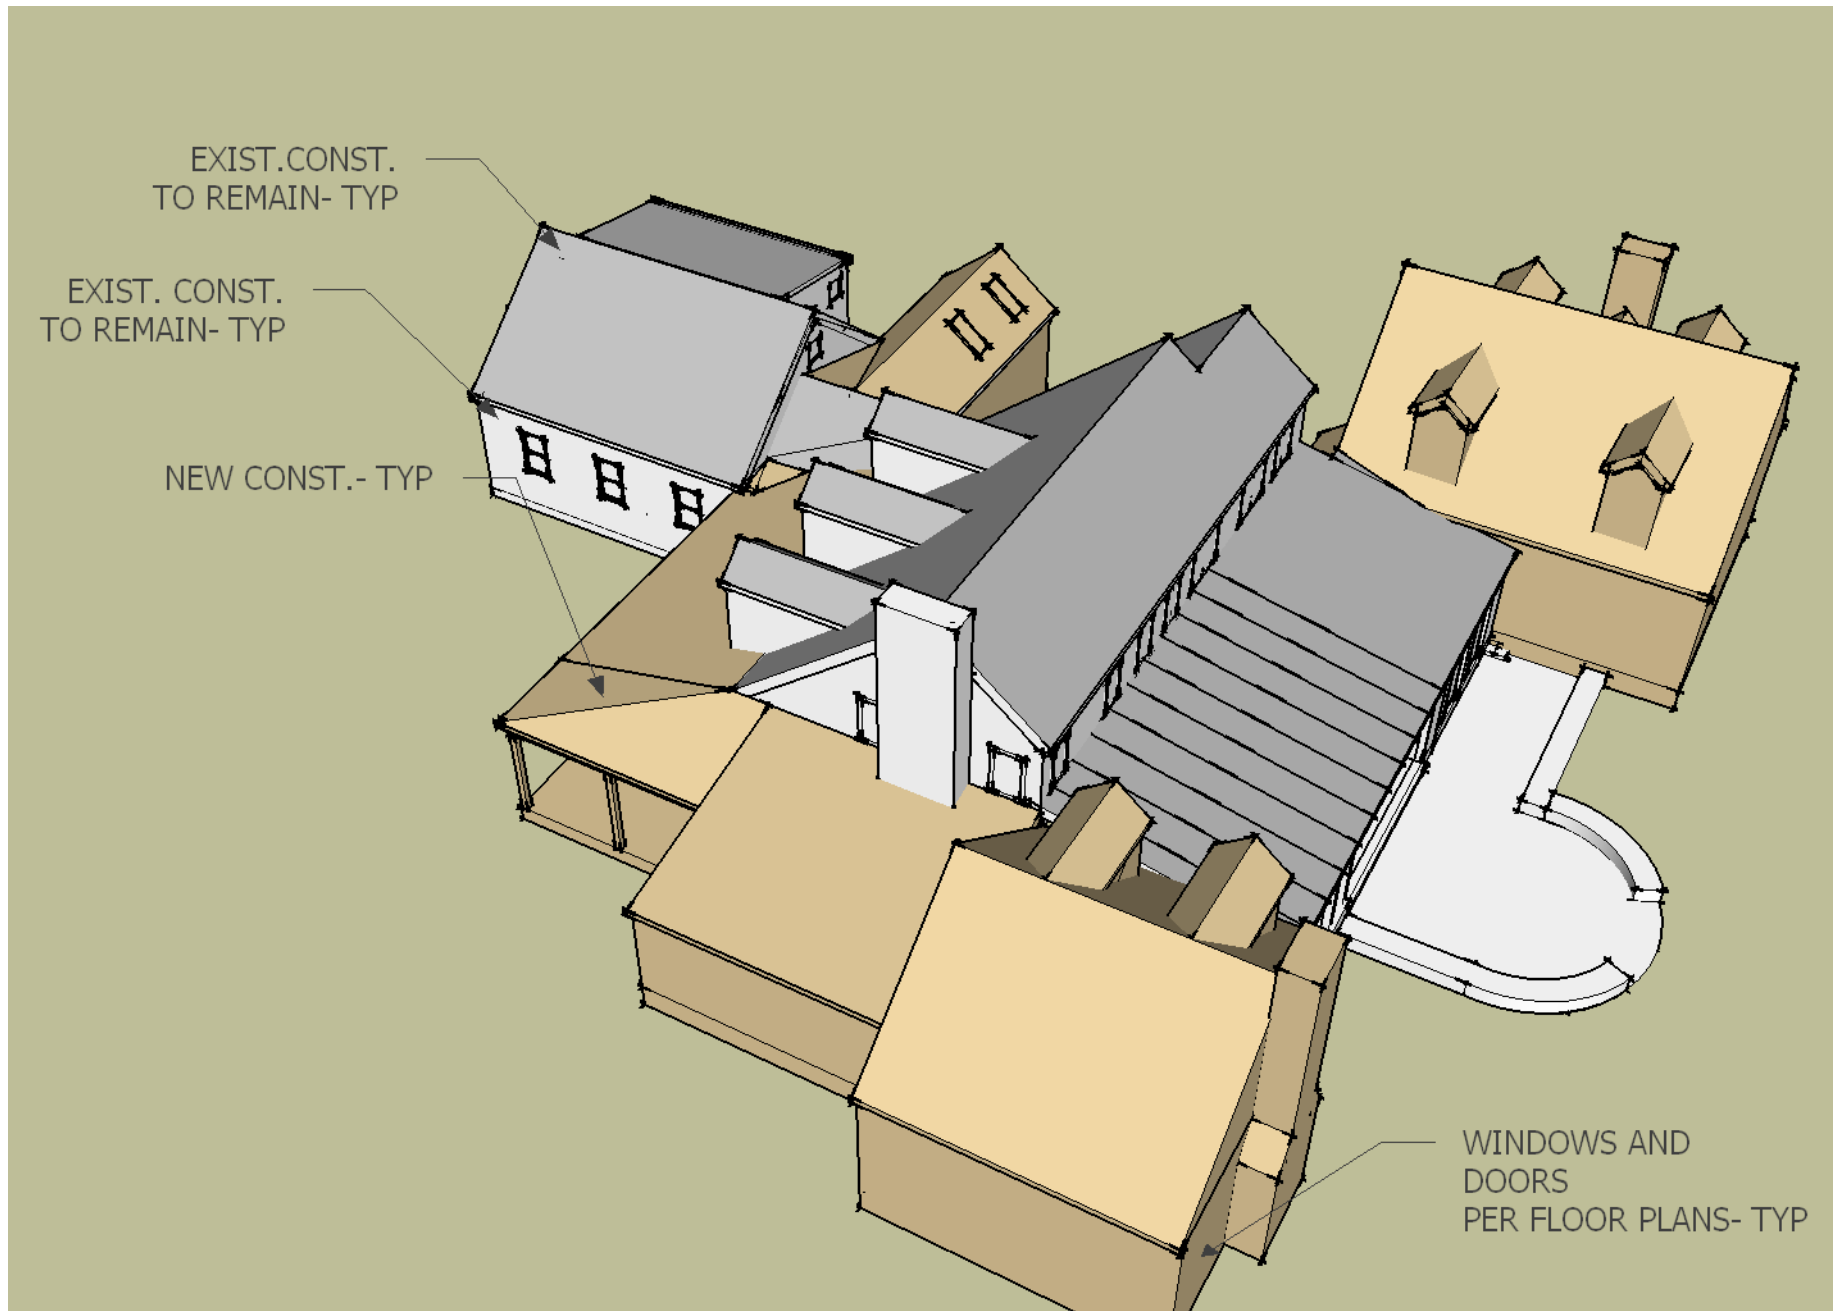 EXIST.CONST.
TO REMAIN- TYP
EXIST. CONST.
TO REMAIN- TYP
NEW CONST.- TYP
WINDOWS AND
DOORS
PER FLOOR PLANS- TYP